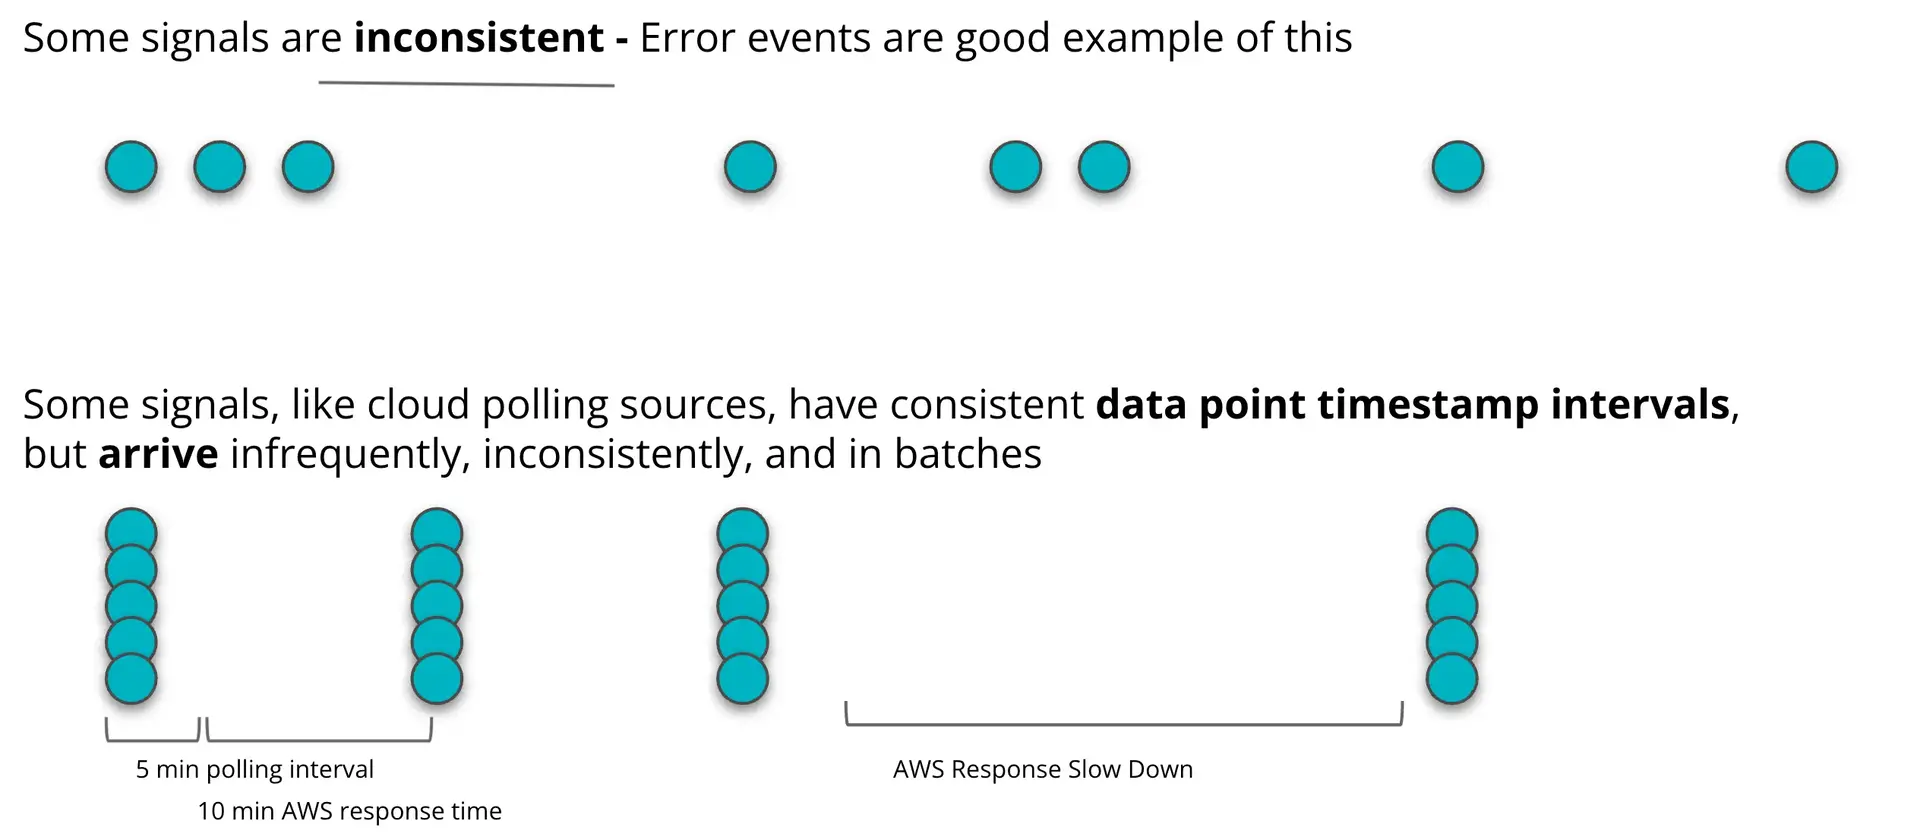 Some signals are inconsistent - Error events are good example of this
Some signals, like cloud polling sources, have consistent data point timestamp intervals,
but arrive infrequently, inconsistently, and in batches
5 min polling interval
AWS Response Slow Down
10 min AWS response time